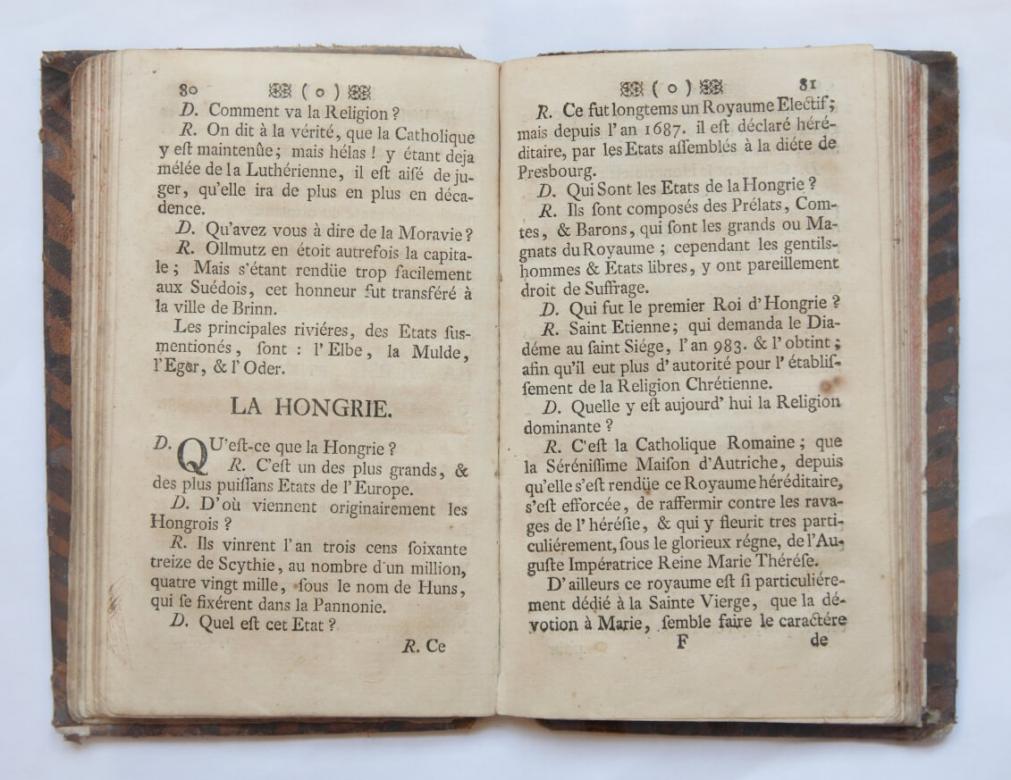 80 ( o )
D. Comment va la Religion ?
R. On dit à la vérité, que la Catholique
y eſt maintenûe; mais hélas ! y étant deja
mélée de la Luthérienne, il eſt aiſé de ju-
ger, qu'elle ira de plus en plus en déca-
dence.
D. Qu'avez vous à dire de la Moravie ?
R. Ollmutz en étoit autrefois la capita-
le ; Mais s'étant rendüe trop facilement
aux Suédois, cet honneur fut transféré à
la ville de Brinn.
Les principales riviéres, des Etats ſus-
mentionés, ſont : l'Elbe, la Mulde,
l'Eger, & l'Oder.
LA HONGRIE.
D. QU'eſt-ce que la Hongrie ?
R. C'eſt un des plus grands, &
des plus puiſſans Etats de l'Europe.
D. D'où viennent originairement les
Hongrois ?
R. Ils vinrent l'an trois cens ſoixante
treize de Scythie, au nombre d'un million,
quatre vingt mille, ſous le nom de Huns,
qui ſe fixérent dans la Pannonie.
D. Quel eſt cet Etat ?
R. Ce
( o ) 81
R. Ce fut longtems un Royaume Electif;
mais depuis l'an 1687. il eſt déclaré héré-
ditaire, par les Etats aſſemblés à la diéte de
Presbourg.
D. Qui Sont les Etats de la Hongrie ?
R. Ils ſont compoſés des Prélats, Com-
tes, & Barons, qui ſont les grands ou Ma-
gnats du Royaume ; cependant les gentils-
hommes & Etats libres, y ont pareillement
droit de Suffrage.
D. Qui fut le premier Roi d'Hongrie ?
R. Saint Etienne; qui demanda le Dia-
déme au ſaint Siége, l'an 983. & l'obtint ;
afin qu'il eut plus d'autorité pour l'établiſ-
ſement de la Religion Chrétienne.
D. Quelle y eſt aujourd' hui la Religion
dominante ?
R. C'eſt la Catholique Romaine ; que
la Séréniſſime Maiſon d'Autriche, depuis
qu'elle s'eſt rendüe ce Royaume héréditaire,
s'eſt efforcée, de raffermir contre les rava-
ges de l'héréſie, & qui y fleurit tres parti-
culiérement, ſous le glorieux régne, de l'Au-
guſte Impératrice Reine Marie Théréſe.
D'ailleurs ce royaume eſt ſi particuliére-
ment dédié à la Sainte Vierge, que la dé-
votion à Marie, ſemble faire le caractére
F de